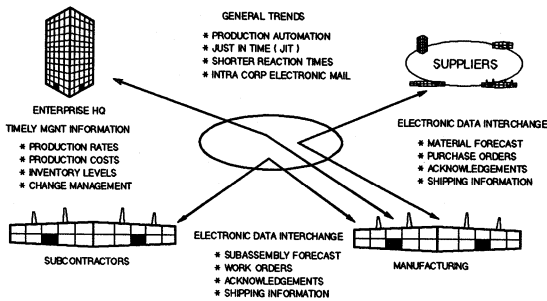 GENERAL TRENDS
* PRODUCTION AUTOMATION
* JUST IN TIME ( JIT )
* SHORTER REACTION TIMES
* INTRA CORP ELECTRONIC MAIL
SUPPLIERS
ENTERPRISE HQ
TIMELY MGNT INFORMATION
* PRODUCTION RATES
* PRODUCTION COSTS
* INVENTORY LEVELS
* CHANGE MANAGEMENT
ELECTRONIC DATA INTERCHANGE
* MATERIAL FORECAST
* PURCHASE ORDERS
* ACKNOWLEDGEMENTS
* SHIPPING INFORMATION
SUBCONTRACTORS
ELECTRONIC DATA INTERCHANGE
* SUBASSEMBLY FORECAST
* WORK ORDERS
* ACKNOWLEDGEMENTS
* SHIPPING INFORMATION
MANUFACTURING